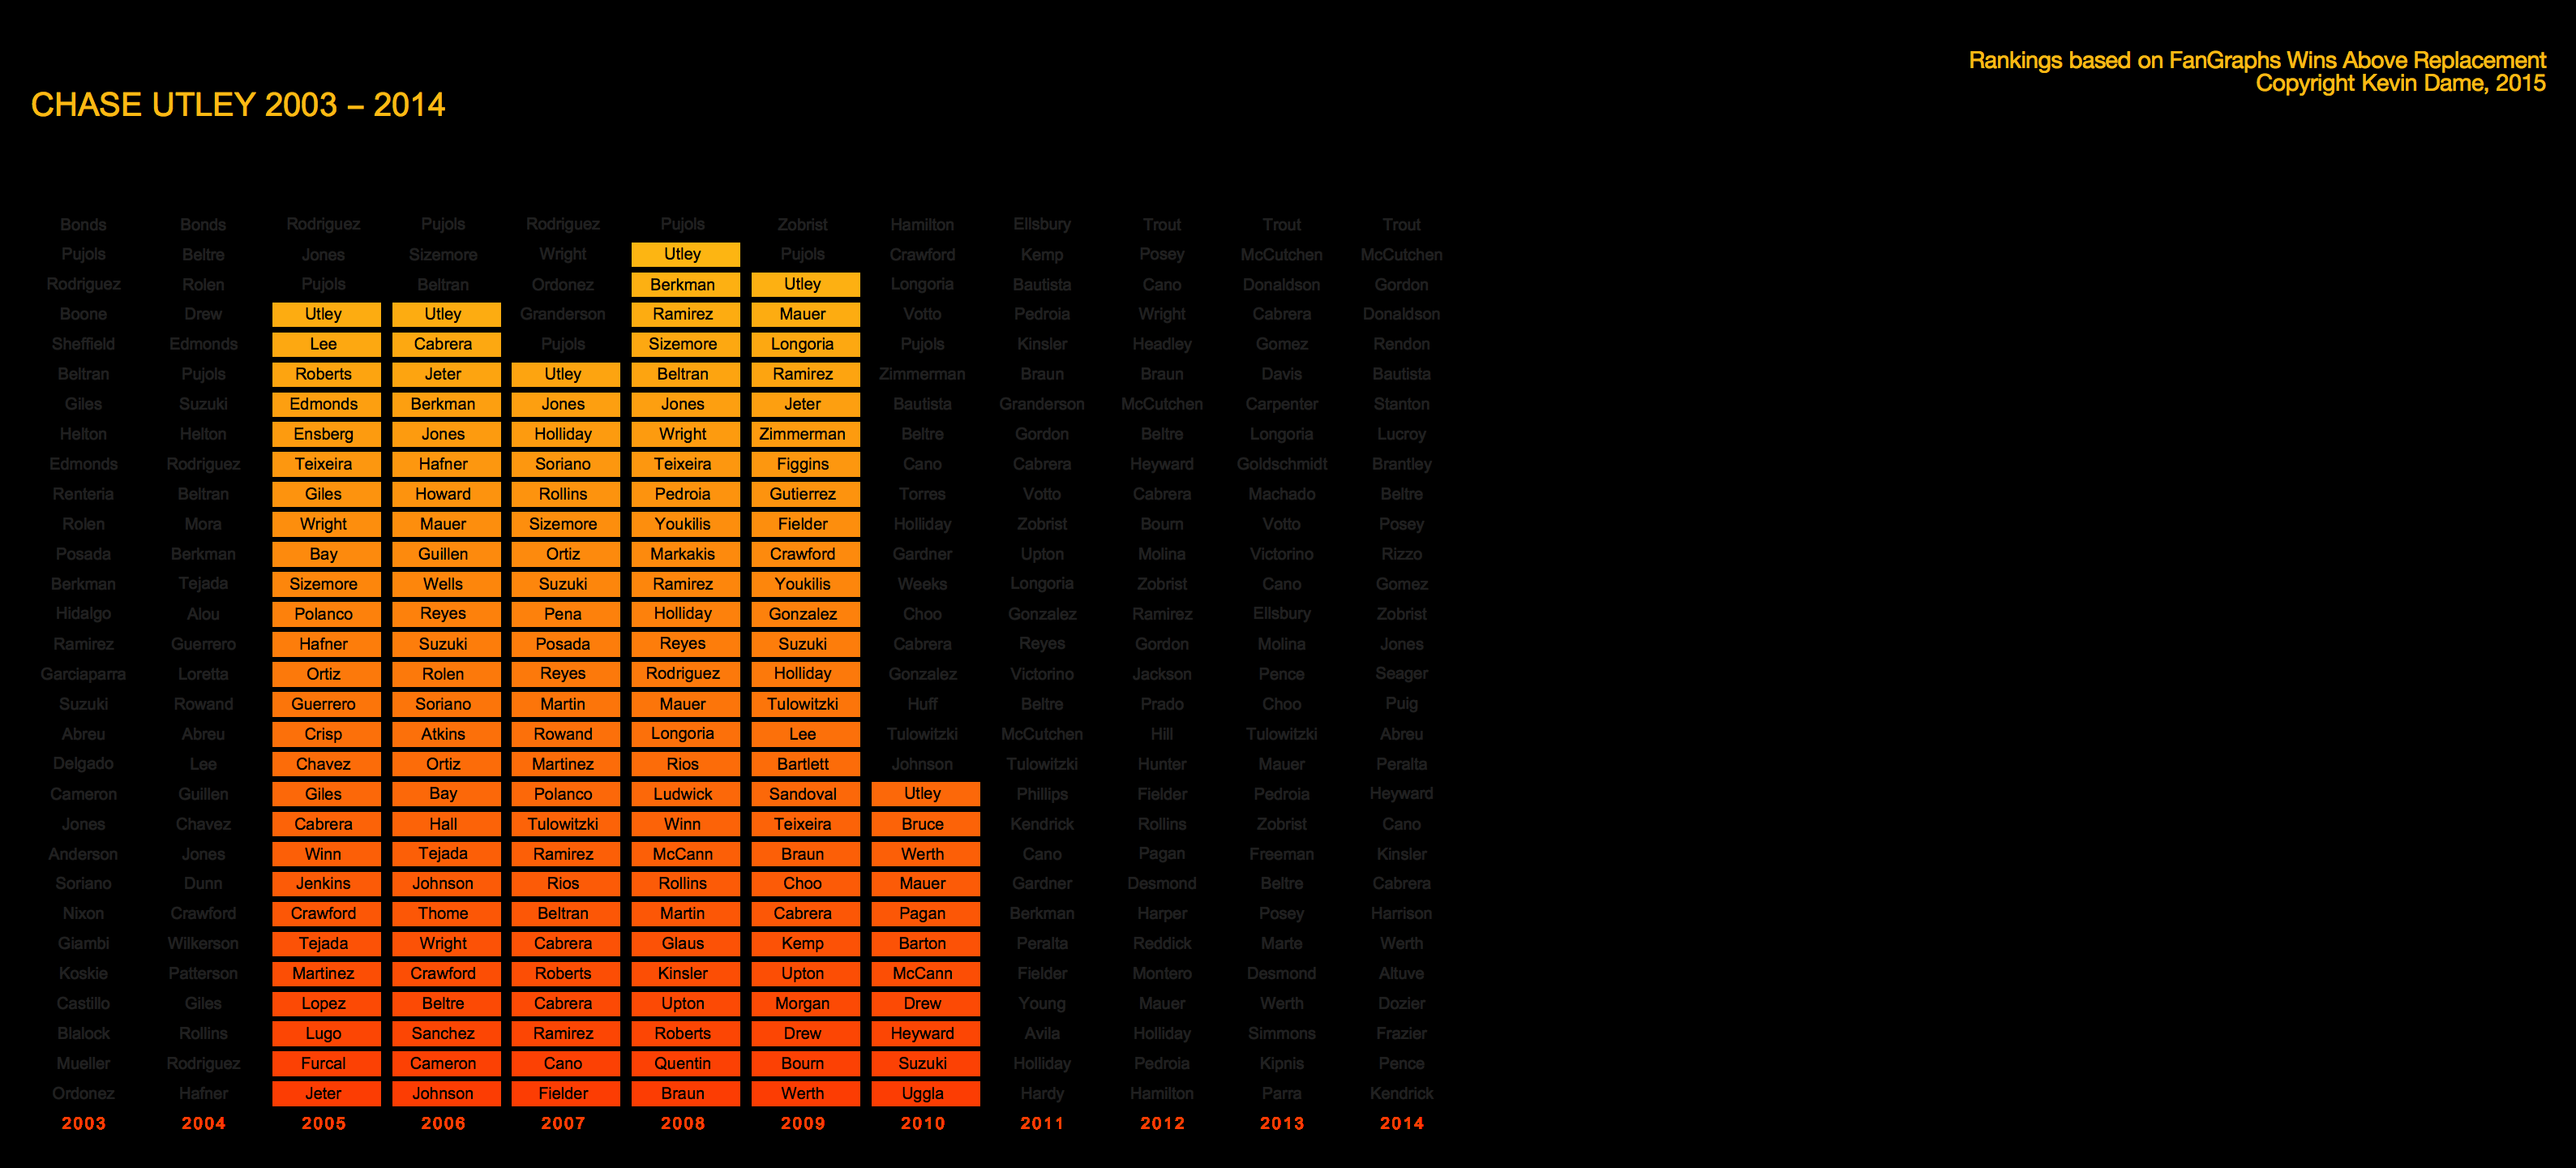 Rankings based on FanGraphs Wins Above Replacement
Copyright Kevin Dame, 2015
CHASE UTLEY 2003 – 2014
Bonds Bonds Rodriguez Pujols Rodriguez Pujols Zobrist Hamilton Ellsbury Trout Trout Trout
Pujols Beltre Jones Sizemore Wright Utley Pujols Crawford Kemp Posey McCutchen McCutchen
Rodriguez Rolen Pujols Beltran Ordonez Berkman Utley Longoria Bautista Cano Donaldson Gordon
Boone Drew Utley Utley Granderson Ramirez Mauer Votto Pedroia Wright Cabrera Donaldson
Sheffield Edmonds Lee Cabrera Pujols Sizemore Longoria Pujols Kinsler Headley Gomez Rendon
Beltran Pujols Roberts Jeter Utley Beltran Ramirez Zimmerman Braun Braun Davis Bautista
Giles Suzuki Edmonds Berkman Jones Jones Jeter Bautista Granderson McCutchen Carpenter Stanton
Helton Helton Ensberg Jones Holliday Wright Zimmerman Beltre Gordon Beltre Longoria Lucroy
Edmonds Rodriguez Teixeira Hafner Soriano Teixeira Figgins Cano Cabrera Heyward Goldschmidt Brantley
Renteria Beltran Giles Howard Rollins Pedroia Gutierrez Torres Votto Cabrera Machado Beltre
Rolen Mora Wright Mauer Sizemore Youkilis Fielder Holliday Zobrist Bourn Votto Posey
Posada Berkman Bay Guillen Ortiz Markakis Crawford Gardner Upton Molina Victorino Rizzo
Berkman Tejada Sizemore Wells Suzuki Ramirez Youkilis Weeks Longoria Zobrist Cano Gomez
Hidalgo Alou Polanco Reyes Pena Holliday Gonzalez Choo Gonzalez Ramirez Ellsbury Zobrist
Ramirez Guerrero Hafner Suzuki Posada Reyes Suzuki Cabrera Reyes Gordon Molina Jones
Garciaparra Loretta Ortiz Rolen Reyes Rodriguez Holliday Gonzalez Victorino Jackson Pence Seager
Suzuki Rowand Guerrero Soriano Martin Mauer Tulowitzki Huff Beltre Prado Choo Puig
Abreu Abreu Crisp Atkins Rowand Longoria Lee Tulowitzki McCutchen Hill Tulowitzki Abreu
Delgado Lee Chavez Ortiz Martinez Rios Bartlett Johnson Tulowitzki Hunter Mauer Peralta
Cameron Guillen Giles Bay Polanco Ludwick Sandoval Utley Phillips Fielder Pedroia Heyward
Jones Chavez Cabrera Hall Tulowitzki Winn Teixeira Bruce Kendrick Rollins Zobrist Cano
Anderson Jones Winn Tejada Ramirez McCann Braun Werth Cano Pagan Freeman Kinsler
Soriano Dunn Jenkins Johnson Rios Rollins Choo Mauer Gardner Desmond Beltre Cabrera
Nixon Crawford Crawford Thome Beltran Martin Cabrera Pagan Berkman Harper Posey Harrison
Giambi Wilkerson Tejada Wright Cabrera Glaus Kemp Barton Peralta Reddick Marte Werth
Koskie Patterson Martinez Crawford Roberts Kinsler Upton McCann Fielder Montero Desmond Altuve
Castillo Giles Lopez Beltre Cabrera Upton Morgan Drew Young Mauer Werth Dozier
Blalock Rollins Lugo Sanchez Ramirez Roberts Drew Heyward Avila Holliday Simmons Frazier
Mueller Rodriguez Furcal Cameron Cano Quentin Bourn Suzuki Holliday Pedroia Kipnis Pence
Ordonez Hafner Jeter Johnson Fielder Braun Werth Uggla Hardy Hamilton Parra Kendrick
2003 2004 2005 2006 2007 2008 2009 2010 2011 2012 2013 2014